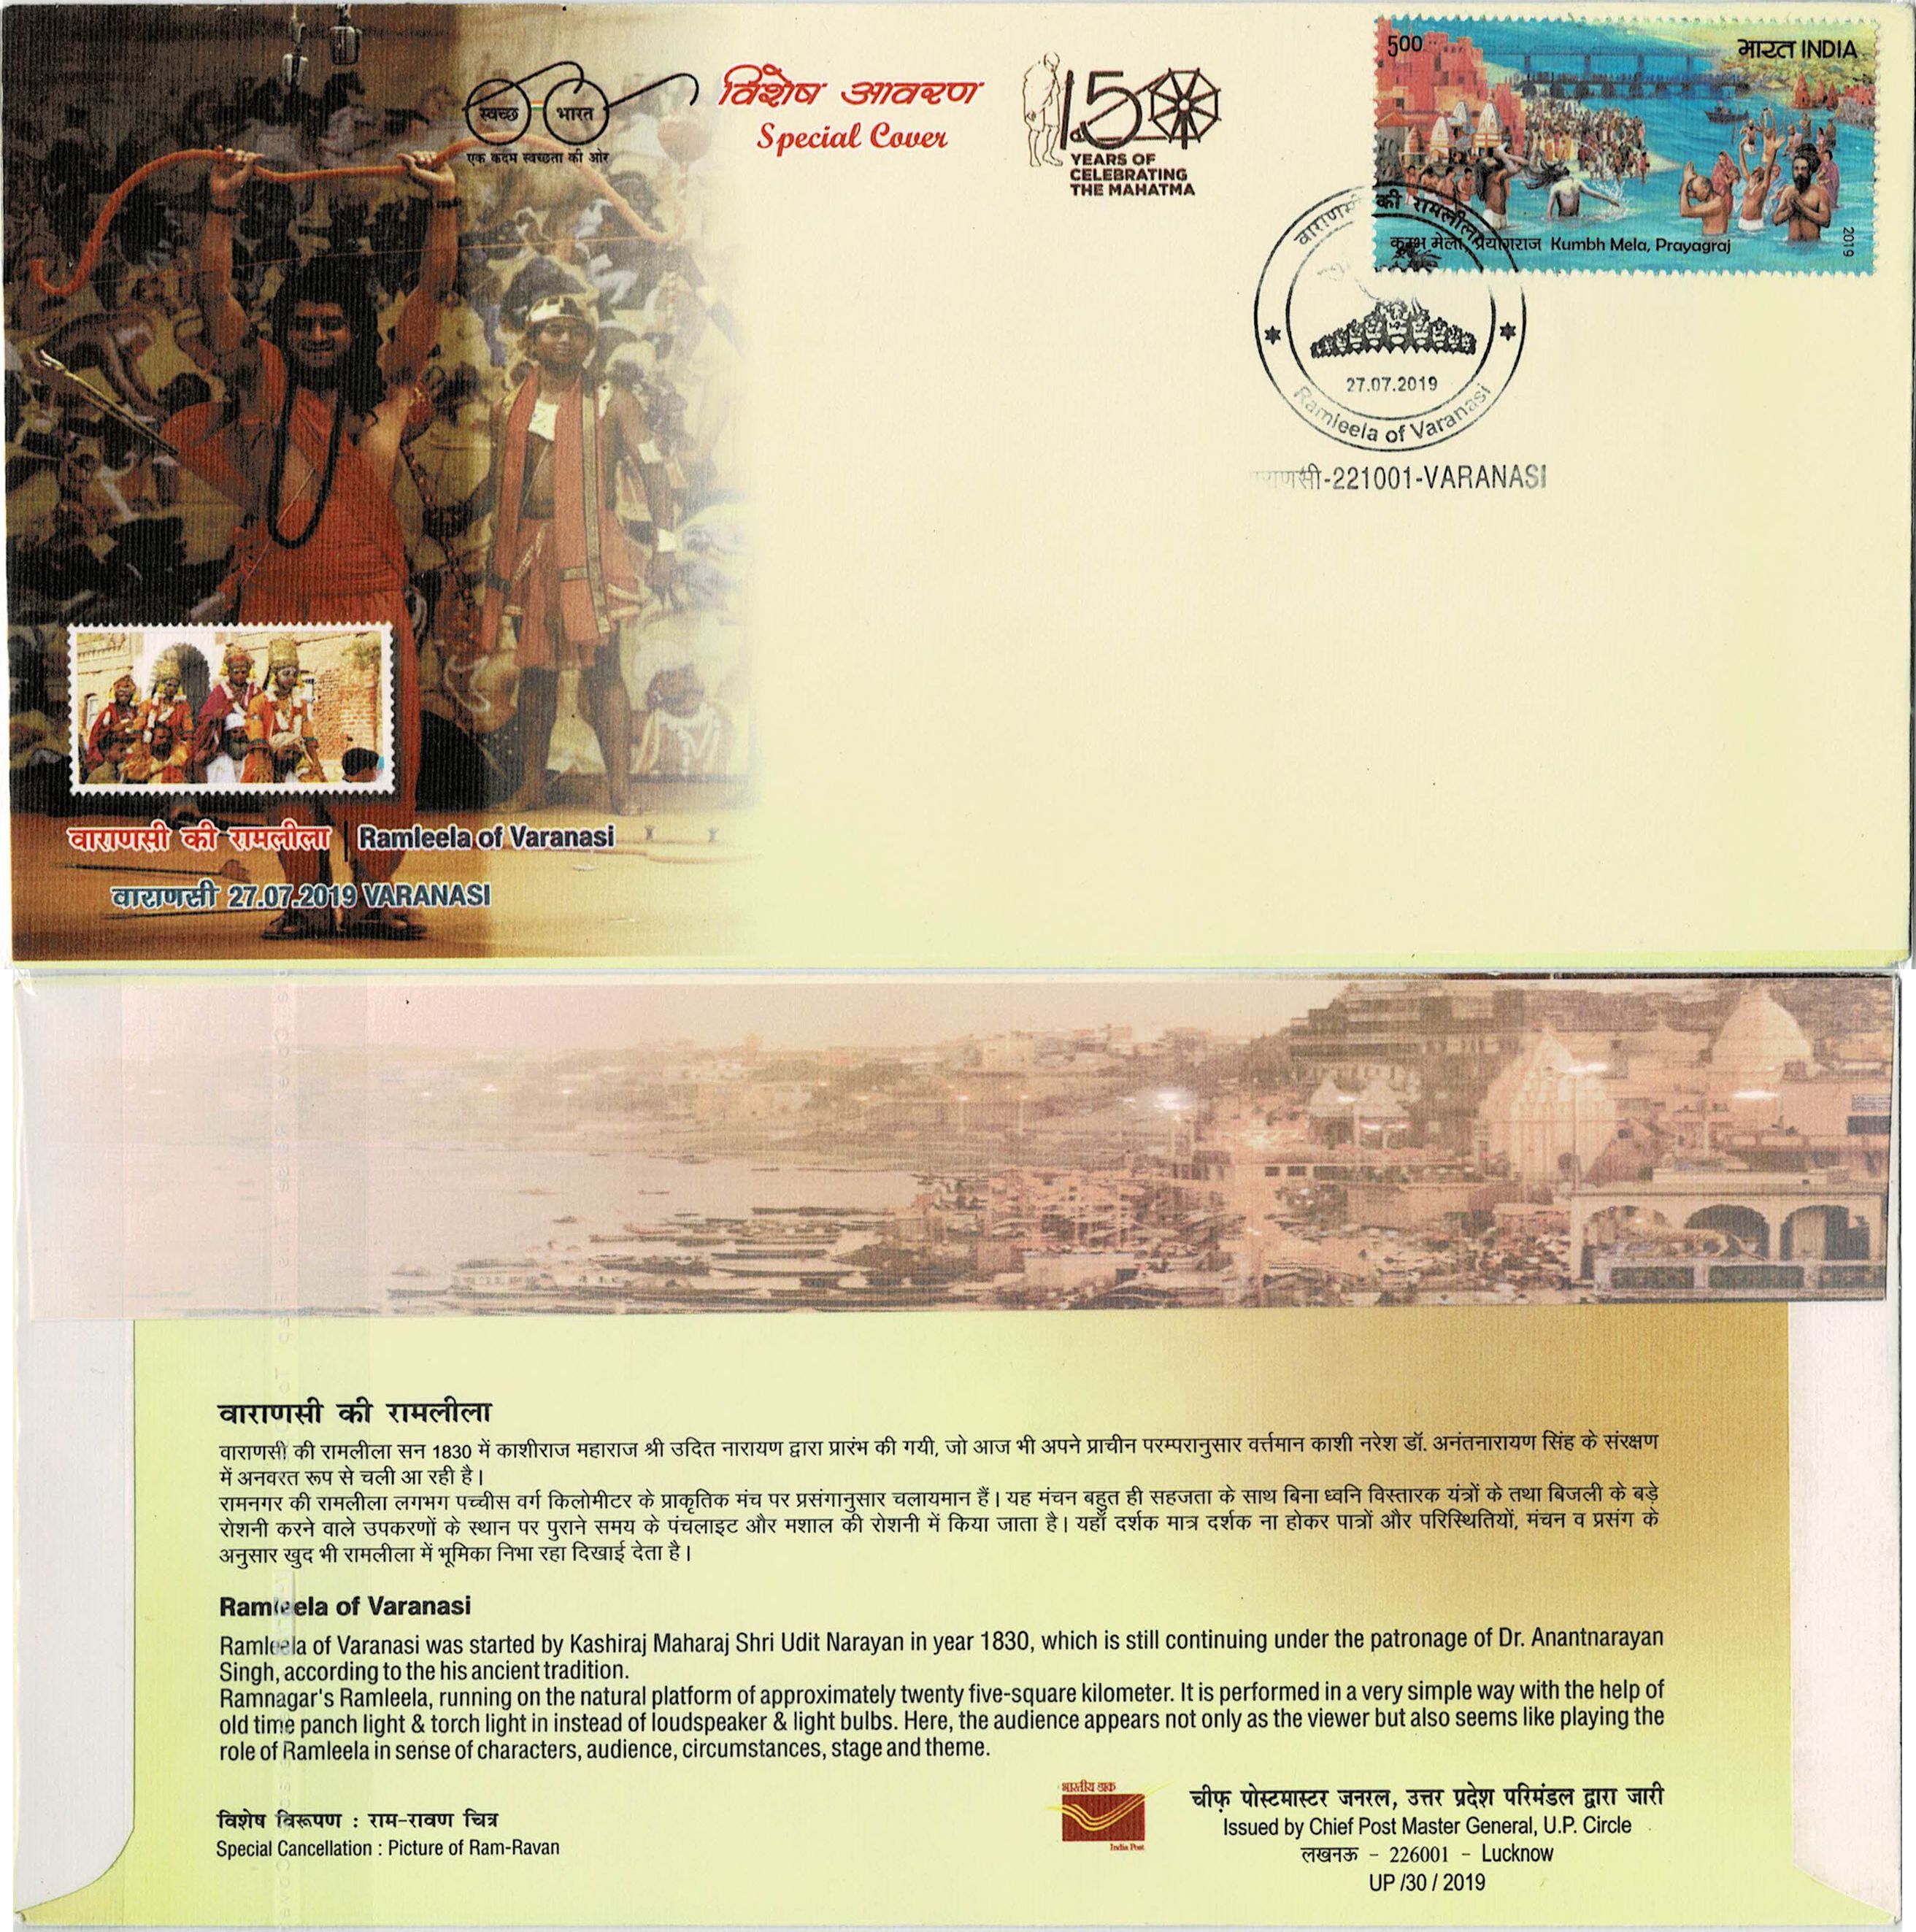 स्वच्छ भारत
एक कदम स्वच्छता की ओर
विशेष आवरण
Special Cover
150
YEARS OF
CELEBRATING
THE MAHATMA
500
भारत INDIA
कुम्भ मेला, प्रयागराज Kumbh Mela, Prayagraj
2019
वाराणसी की रामलीला
27.07.2019
Ramleela of Varanasi
वाराणसी-221001-VARANASI
वाराणसी की रामलीला | Ramleela of Varanasi
वाराणसी 27.07.2019 VARANASI
वाराणसी की रामलीला
वाराणसी की रामलीला सन 1830 में काशीराज महाराज श्री उदित नारायण द्वारा प्रारंभ की गयी, जो आज भी अपने प्राचीन परम्परानुसार वर्त्तमान काशी नरेश डॉ. अनंतनारायण सिंह के संरक्षण
में अनवरत रूप से चली आ रही है।
रामनगर की रामलीला लगभग पच्चीस वर्ग किलोमीटर के प्राकृतिक मंच पर प्रसंगानुसार चलायमान हैं। यह मंचन बहुत ही सहजता के साथ बिना ध्वनि विस्तारक यंत्रों के तथा बिजली के बड़े
रोशनी करने वाले उपकरणों के स्थान पर पुराने समय के पंचलाइट और मशाल की रोशनी में किया जाता है। यहाँ दर्शक मात्र दर्शक ना होकर पात्रों और परिस्थितियों, मंचन व प्रसंग के
अनुसार खुद भी रामलीला में भूमिका निभा रहा दिखाई देता है।
Ramleela of Varanasi
Ramleela of Varanasi was started by Kashiraj Maharaj Shri Udit Narayan in year 1830, which is still continuing under the patronage of Dr. Anantnarayan
Singh, according to the his ancient tradition.
Ramnagar's Ramleela, running on the natural platform of approximately twenty five-square kilometer. It is performed in a very simple way with the help of
old time panch light & torch light in instead of loudspeaker & light bulbs. Here, the audience appears not only as the viewer but also seems like playing the
role of Ramleela in sense of characters, audience, circumstances, stage and theme.
विशेष विरूपण : राम-रावण चित्र
Special Cancellation : Picture of Ram-Ravan
भारतीय डाक
India Post
चीफ़ पोस्टमास्टर जनरल, उत्तर प्रदेश परिमंडल द्वारा जारी
Issued by Chief Post Master General, U.P. Circle
लखनऊ - 226001 - Lucknow
UP /30 / 2019